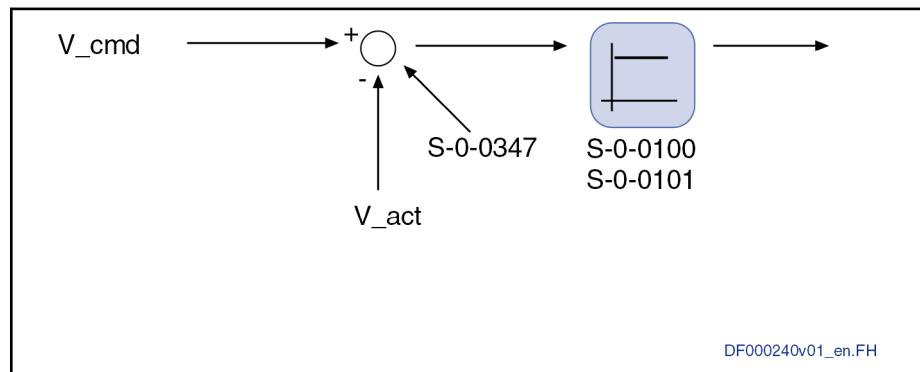 V_cmd
+
-
S-0-0347
S-0-0100
S-0-0101
V_act
DF000240v01_en.FH